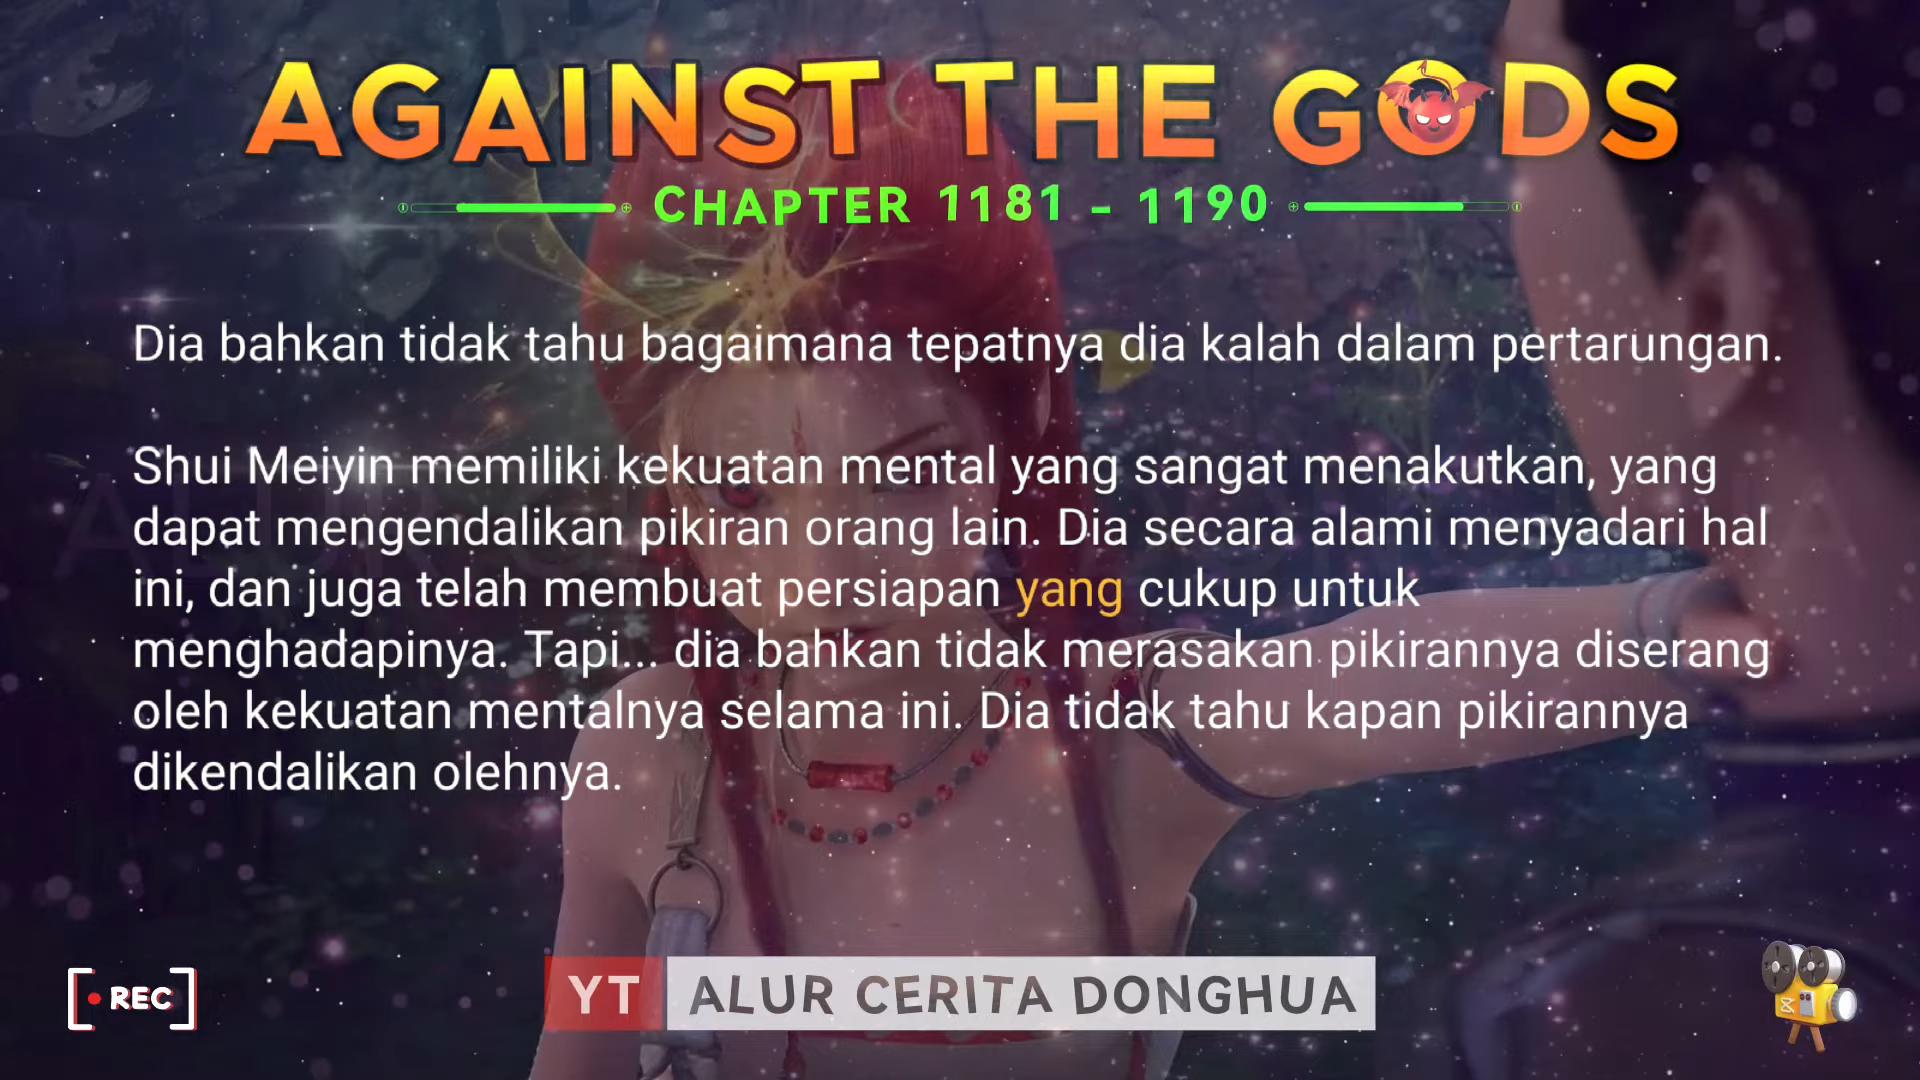 AGAINST THE GODS
CHAPTER 1181 - 1190
Dia bahkan tidak tahu bagaimana tepatnya dia kalah dalam pertarungan.
Shui Meiyin memiliki kekuatan mental yang sangat menakutkan, yang
dapat mengendalikan pikiran orang lain. Dia secara alami menyadari hal
ini, dan juga telah membuat persiapan yang cukup untuk
menghadapinya. Tapi... dia bahkan tidak merasakan pikirannya diserang
oleh kekuatan mentalnya selama ini. Dia tidak tahu kapan pikirannya
dikendalikan olehnya.
REC
YT ALUR CERITA DONGHUA